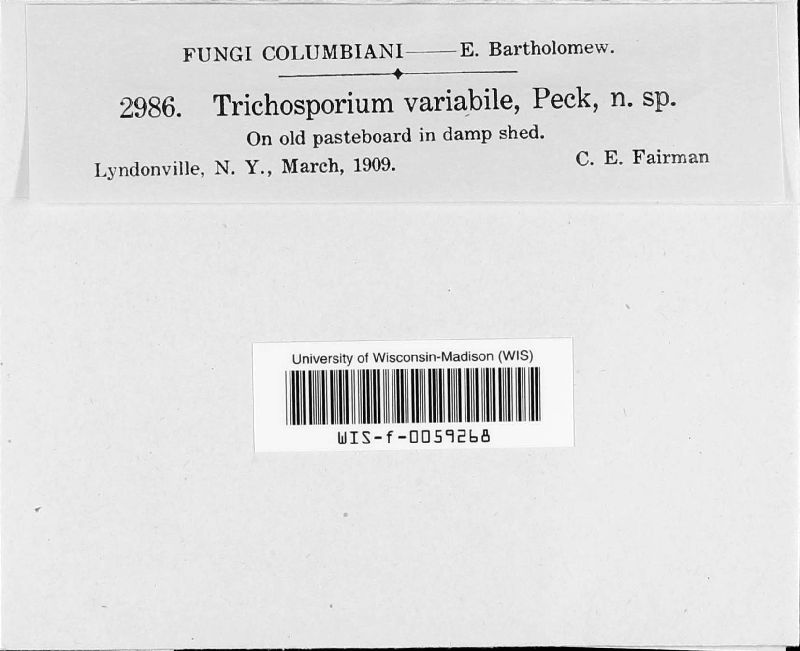 FUNGI COLUMBIANI—E. Bartholomew.
2986. Trichosporium variabile, Peck, n. sp.
On old pasteboard in damp shed.
Lyndonville, N. Y., March, 1909. C. E. Fairman
University of Wisconsin-Madison (WIS)
WIS-f-0059268